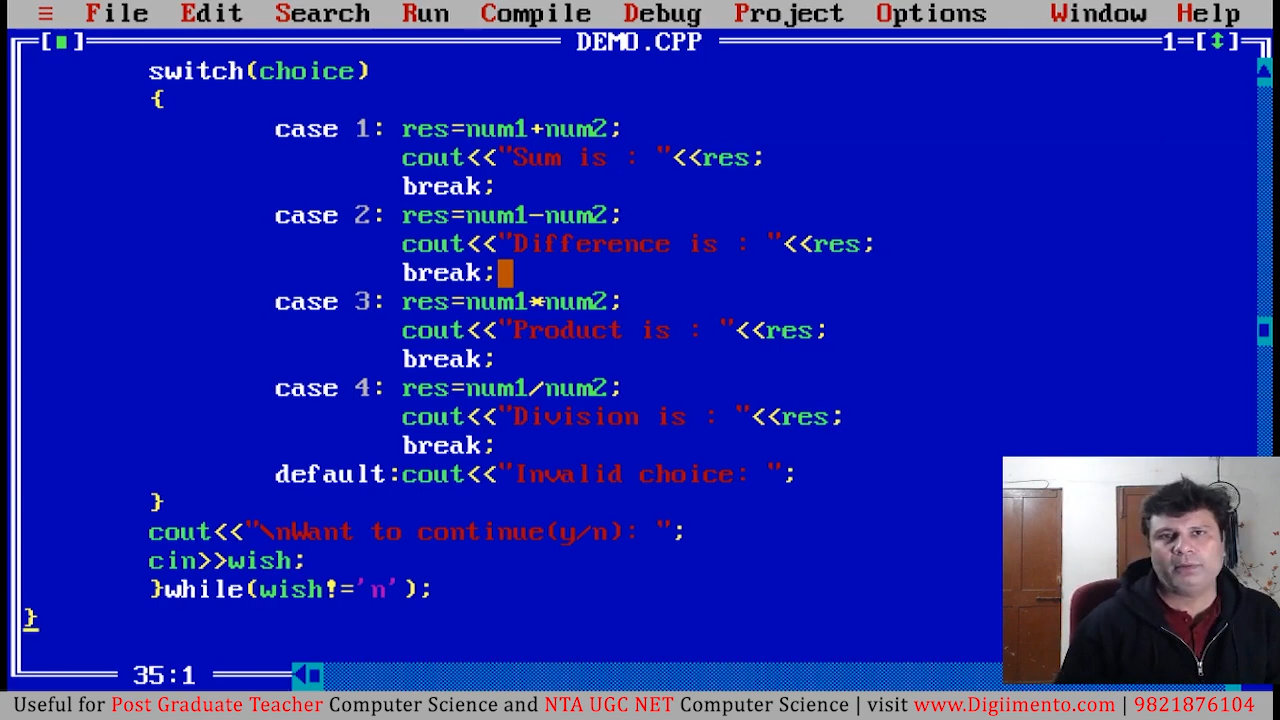 ≡ File Edit Search Run Compile Debug Project Options Window Help
[■] DEMO.CPP 1=[↕]
switch(choice)
{
case 1: res=num1+num2;
cout<<"Sum is : "<<res;
break;
case 2: res=num1-num2;
cout<<"Difference is : "<<res;
break;
case 3: res=num1*num2;
cout<<"Product is : "<<res;
break;
case 4: res=num1/num2;
cout<<"Division is : "<<res;
break;
default:cout<<"Invalid choice: ";
}
cout<<"\nWant to continue(y/n): ";
cin>>wish;
}while(wish!='n');
}
35:1
Useful for Post Graduate Teacher Computer Science and NTA UGC NET Computer Science | visit www.Digiimento.com | 9821876104